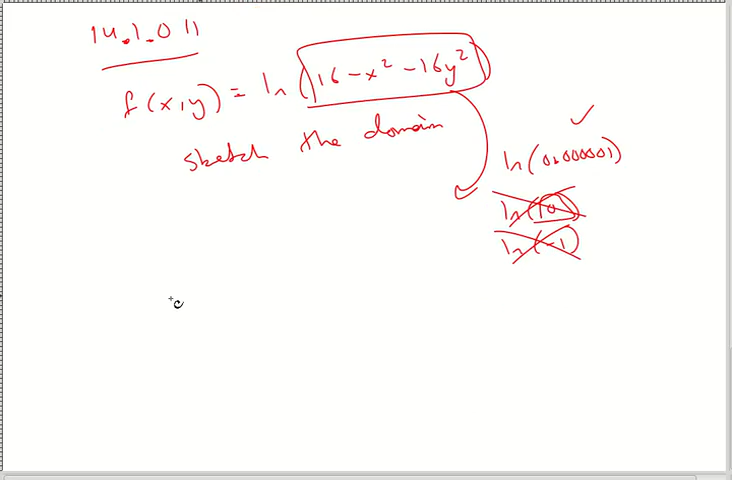 14.1.011
f(x,y) = ln(16 - x² - 16y²)
sketch the domain
ln(0.000001)
ln(0)
ln(-1)